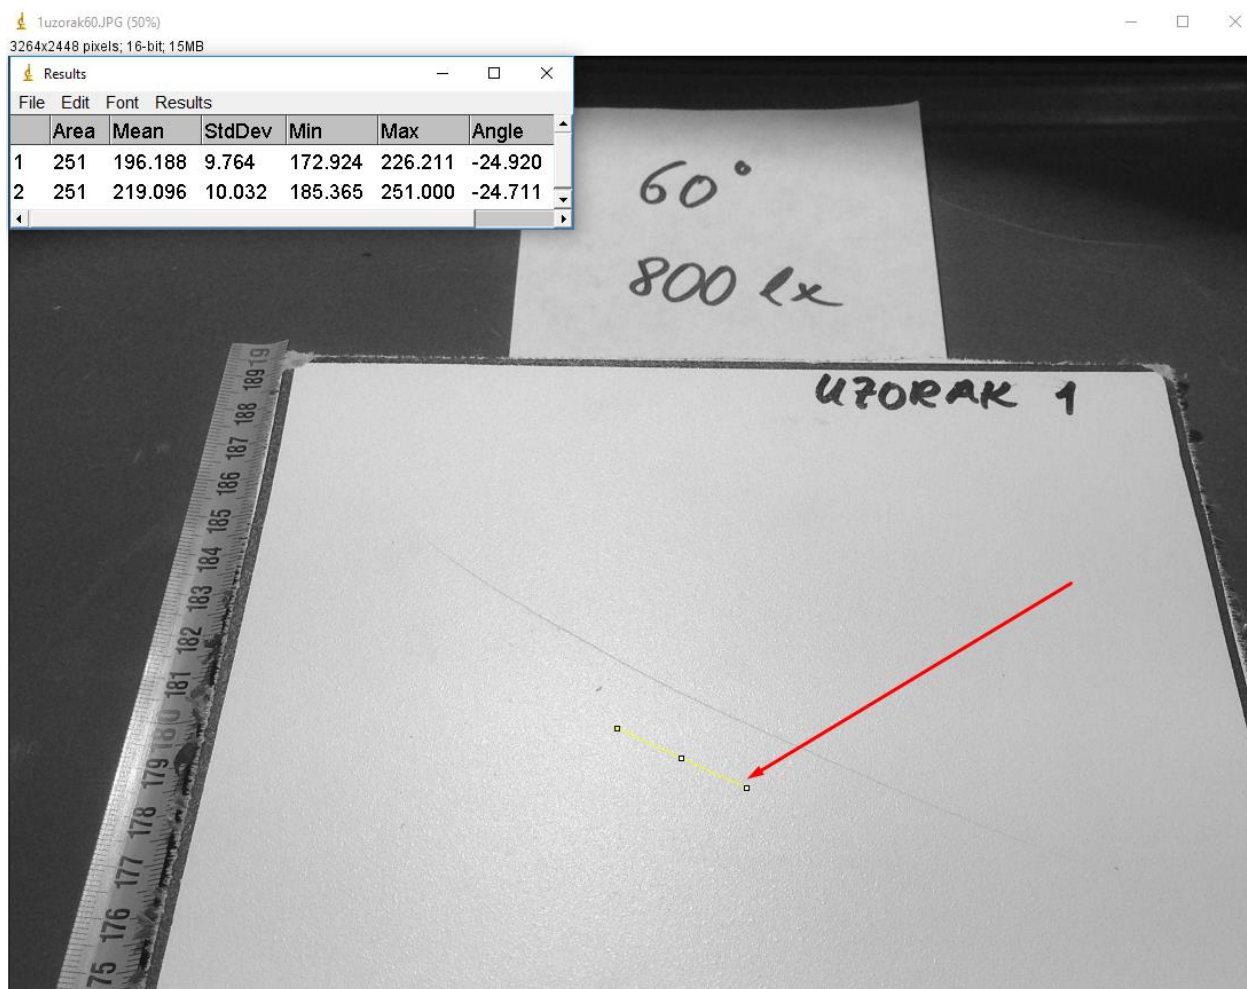 1uzorak60.JPG (50%)
3264x2448 pixels; 16-bit; 15MB
Results
File Edit Font Results
Area Mean StdDev Min Max Angle
1 251 196.188 9.764 172.924 226.211 -24.920
2 251 219.096 10.032 185.365 251.000 -24.711
60°
800 lx
UZORAK 1
189 19
188
187
186
185
184
183
182
181
180
179
178
177
176
75